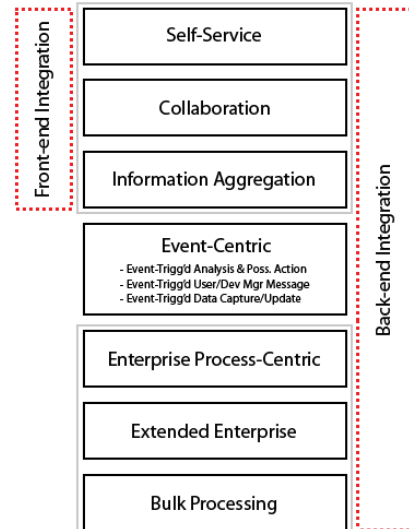 Front-end Integration
Self-Service
Collaboration
Information Aggregation
Event-Centric
- Event-Trigg'd Analysis & Poss. Action
- Event-Trigg'd User/Dev Mgr Message
- Event-Trigg'd Data Capture/Update
Enterprise Process-Centric
Extended Enterprise
Bulk Processing
Back-end Integration